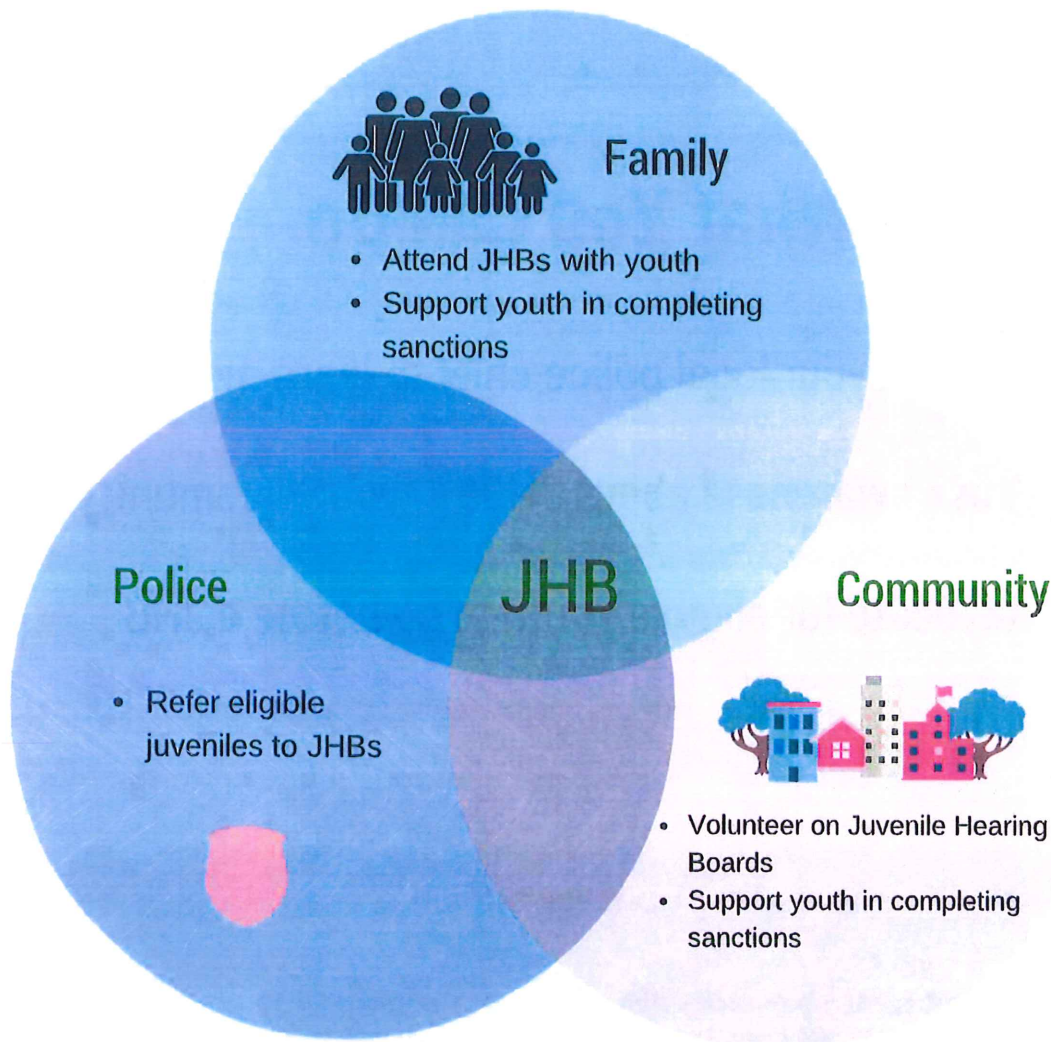 Family
• Attend JHBs with youth
• Support youth in completing
sanctions
Police
JHB
Community
• Refer eligible
juveniles to JHBs
• Volunteer on Juvenile Hearing
Boards
• Support youth in completing
sanctions